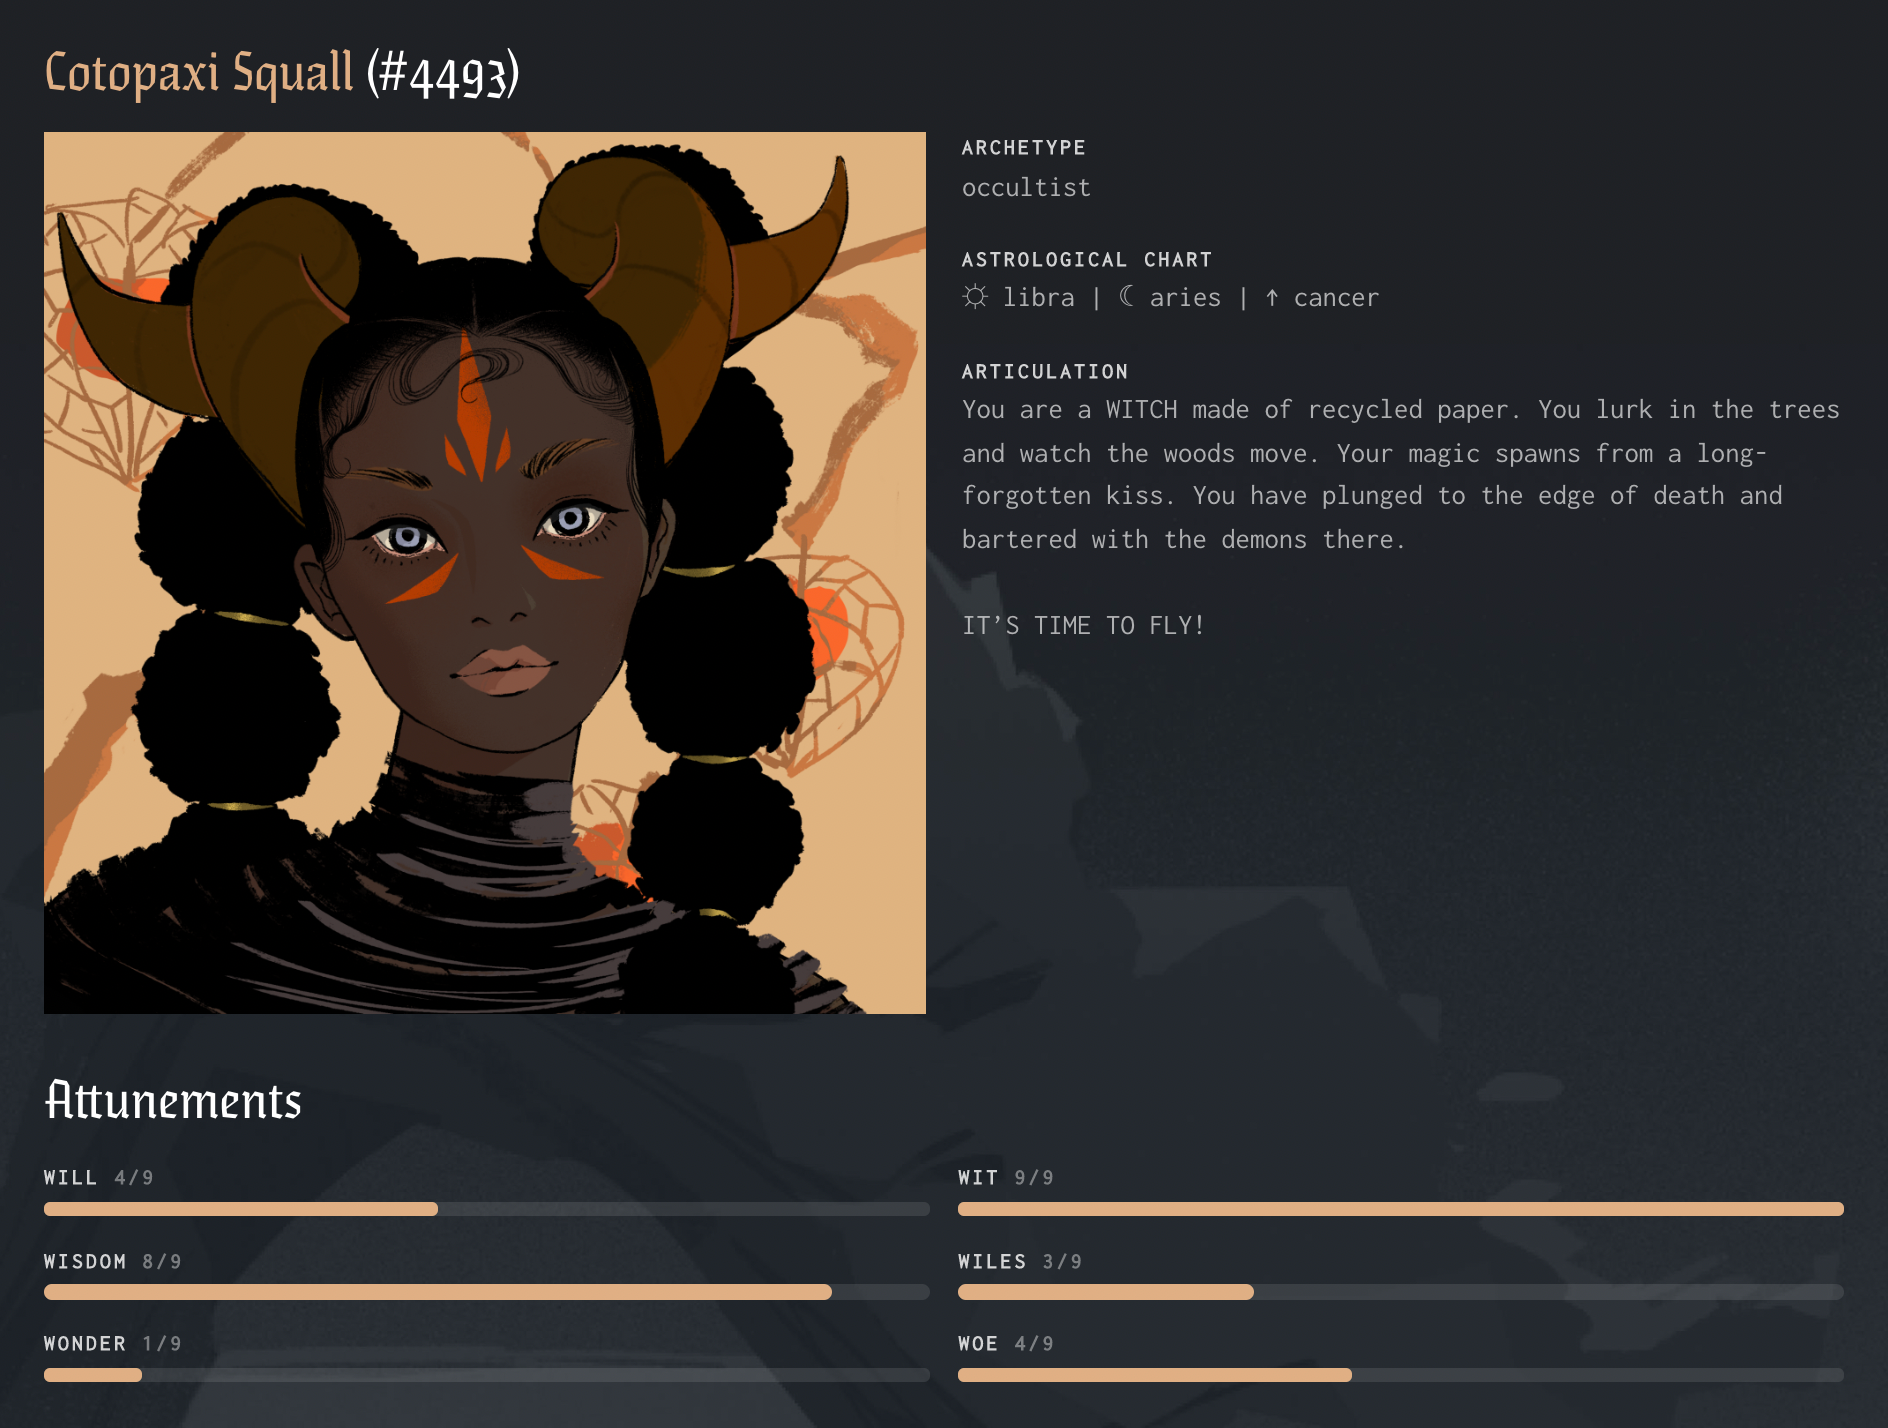 Cotopaxi Squall (#4493)
ARCHETYPE
occultist
ASTROLOGICAL CHART
☼ libra | ☾ aries | ↑ cancer
ARTICULATION
You are a WITCH made of recycled paper. You lurk in the trees
and watch the woods move. Your magic spawns from a long-
forgotten kiss. You have plunged to the edge of death and
bartered with the demons there.
IT’S TIME TO FLY!
Attunements
WILL 4/9
WIT 9/9
WISDOM 8/9
WILES 3/9
WONDER 1/9
WOE 4/9